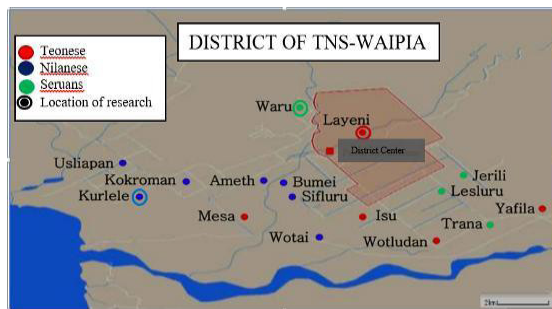 DISTRICT OF TNS-WAIPIA
Teonese
Nilanese
Seruans
Location of research
Waru
Layeni
District Center
Usliapan
Kokroman
Ameth
Bumei
Jerili
Kurlele
Sifluru
Lesluru
Mesa
Isu
Yafila
Trana
Wotai
Wotludan